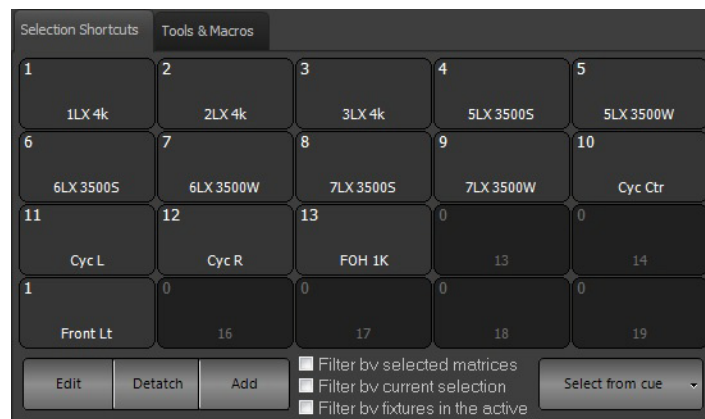 Selection Shortcuts Tools & Macros
1 2 3 4 5
1LX 4k 2LX 4k 3LX 4k 5LX 3500S 5LX 3500W
6 7 8 9 10
6LX 3500S 6LX 3500W 7LX 3500S 7LX 3500W Cyc Ctr
11 12 13 0 0
Cyc L Cyc R FOH 1K 13 14
1 0 0 0 0
Front Lt 16 17 18 19
Filter by selected matrices
Edit Detatch Add Filter by current selection Select from cue
Filter by fixtures in the active